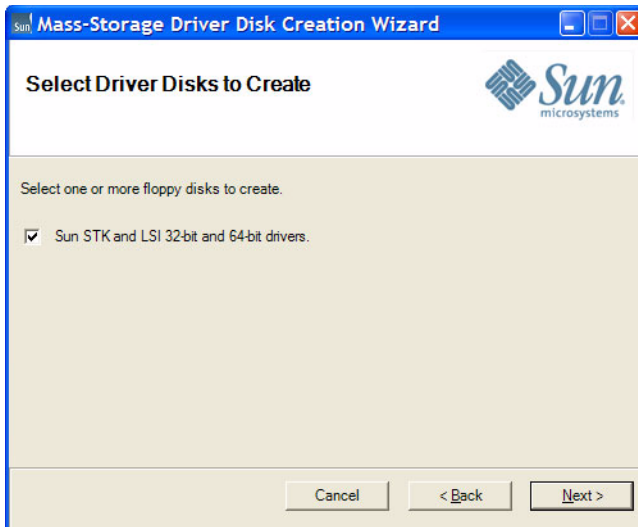 Sun Mass-Storage Driver Disk Creation Wizard
Select Driver Disks to Create
Sun
microsystems
Select one or more floppy disks to create.
Sun STK and LSI 32-bit and 64-bit drivers.
Cancel
< Back
Next >